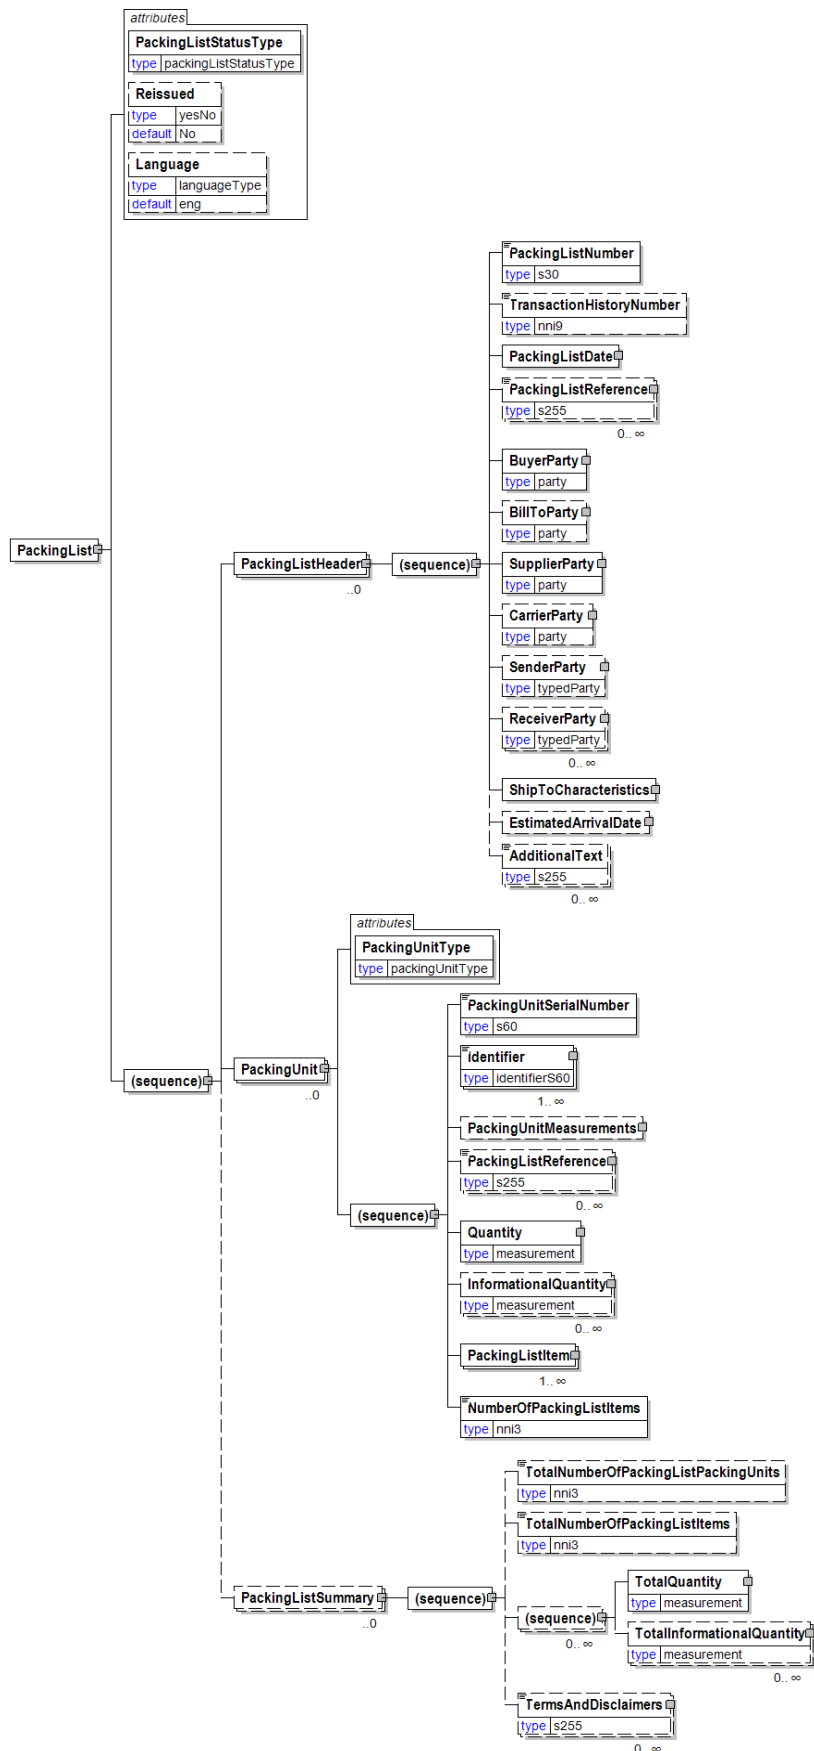 attributes
PackingListStatusType
type packingListStatusType
Reissued
type yesNo
default No
Language
type languageType
default eng
PackingList
(sequence)
PackingListHeader
..0
(sequence)
PackingListNumber
type s30
TransactionHistoryNumber
type nni9
PackingListDate
PackingListReference
type s255
0.. ∞
BuyerParty
type party
BillToParty
type party
SupplierParty
type party
CarrierParty
type party
SenderParty
type typedParty
ReceiverParty
type typedParty
0.. ∞
ShipToCharacteristics
EstimatedArrivalDate
AdditionalText
type s255
0.. ∞
PackingUnit
..0
attributes
PackingUnitType
type packingUnitType
(sequence)
PackingUnitSerialNumber
type s60
Identifier
type identifierS60
1.. ∞
PackingUnitMeasurements
PackingListReference
type s255
0.. ∞
Quantity
type measurement
InformationalQuantity
type measurement
0.. ∞
PackingListItem
1.. ∞
NumberOfPackingListItems
type nni3
PackingListSummary
..0
(sequence)
TotalNumberOfPackingListPackingUnits
type nni3
TotalNumberOfPackingListItems
type nni3
(sequence)
0.. ∞
TotalQuantity
type measurement
TotalInformationalQuantity
type measurement
0.. ∞
TermsAndDisclaimers
type s255
0.. ∞